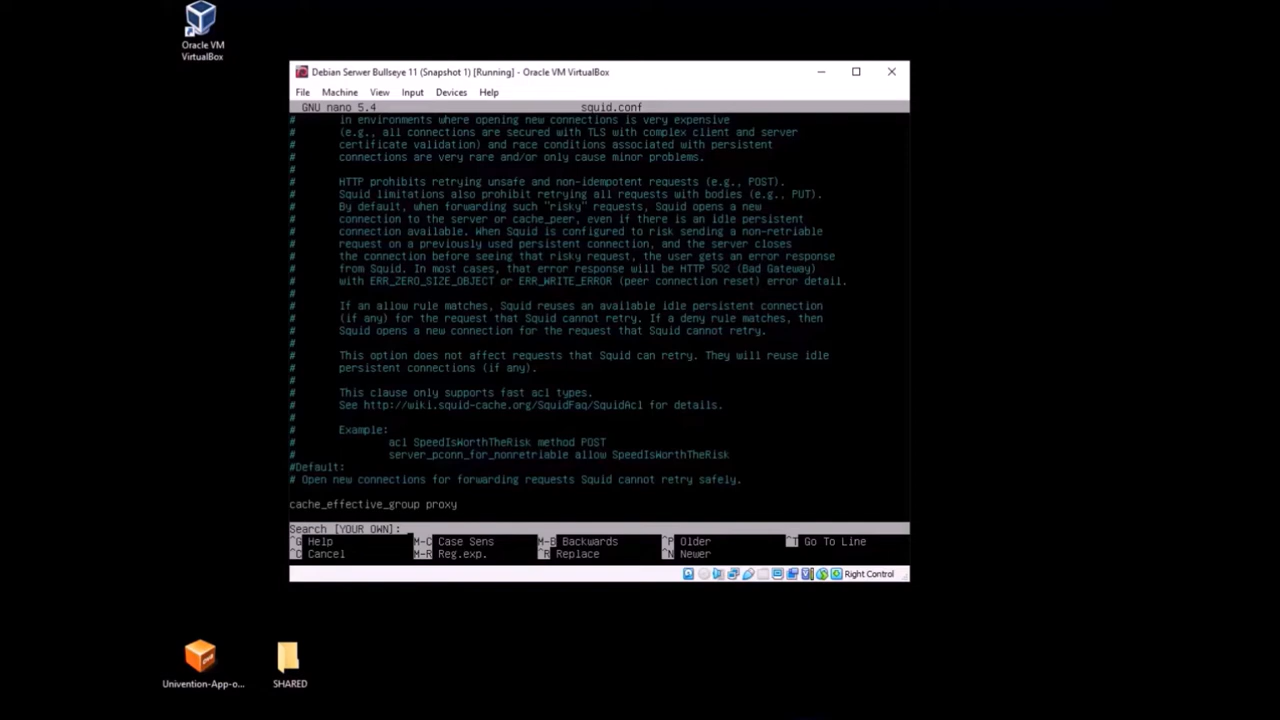 Oracle VM
VirtualBox
Debian Serwer Bullseye 11 (Snapshot 1) [Running] - Oracle VM VirtualBox
File Machine View Input Devices Help
GNU nano 5.4 squid.conf
# in environments where opening new connections is very expensive
# (e.g., all connections are secured with TLS with complex client and server
# certificate validation) and race conditions associated with persistent
# connections are very rare and/or only cause minor problems.
#
# HTTP prohibits retrying unsafe and non-idempotent requests (e.g., POST).
# Squid limitations also prohibit retrying all requests with bodies (e.g., PUT).
# By default, when forwarding such "risky" requests, Squid opens a new
# connection to the server or cache_peer, even if there is an idle persistent
# connection available. When Squid is configured to risk sending a non-retriable
# request on a previously used persistent connection, and the server closes
# the connection before seeing that risky request, the user gets an error response
# from Squid. In most cases, that error response will be HTTP 502 (Bad Gateway)
# with ERR_ZERO_SIZE_OBJECT or ERR_WRITE_ERROR (peer connection reset) error detail.
#
# If an allow rule matches, Squid reuses an available idle persistent connection
# (if any) for the request that Squid cannot retry. If a deny rule matches, then
# Squid opens a new connection for the request that Squid cannot retry.
#
# This option does not affect requests that Squid can retry. They will reuse idle
# persistent connections (if any).
#
# This clause only supports fast acl types.
# See http://wiki.squid-cache.org/SquidFaq/SquidAcl for details.
#
# Example:
# acl SpeedIsWorthTheRisk method POST
# server_pconn_for_nonretriable allow SpeedIsWorthTheRisk
#Default:
# Open new connections for forwarding requests Squid cannot retry safely.
cache_effective_group proxy
Search [YOUR OWN]:
^G Help M-C Case Sens M-B Backwards ^P Older ^T Go To Line
^C Cancel M-R Reg.exp. ^R Replace ^N Newer
Right Control
Univention-App-o...
SHARED